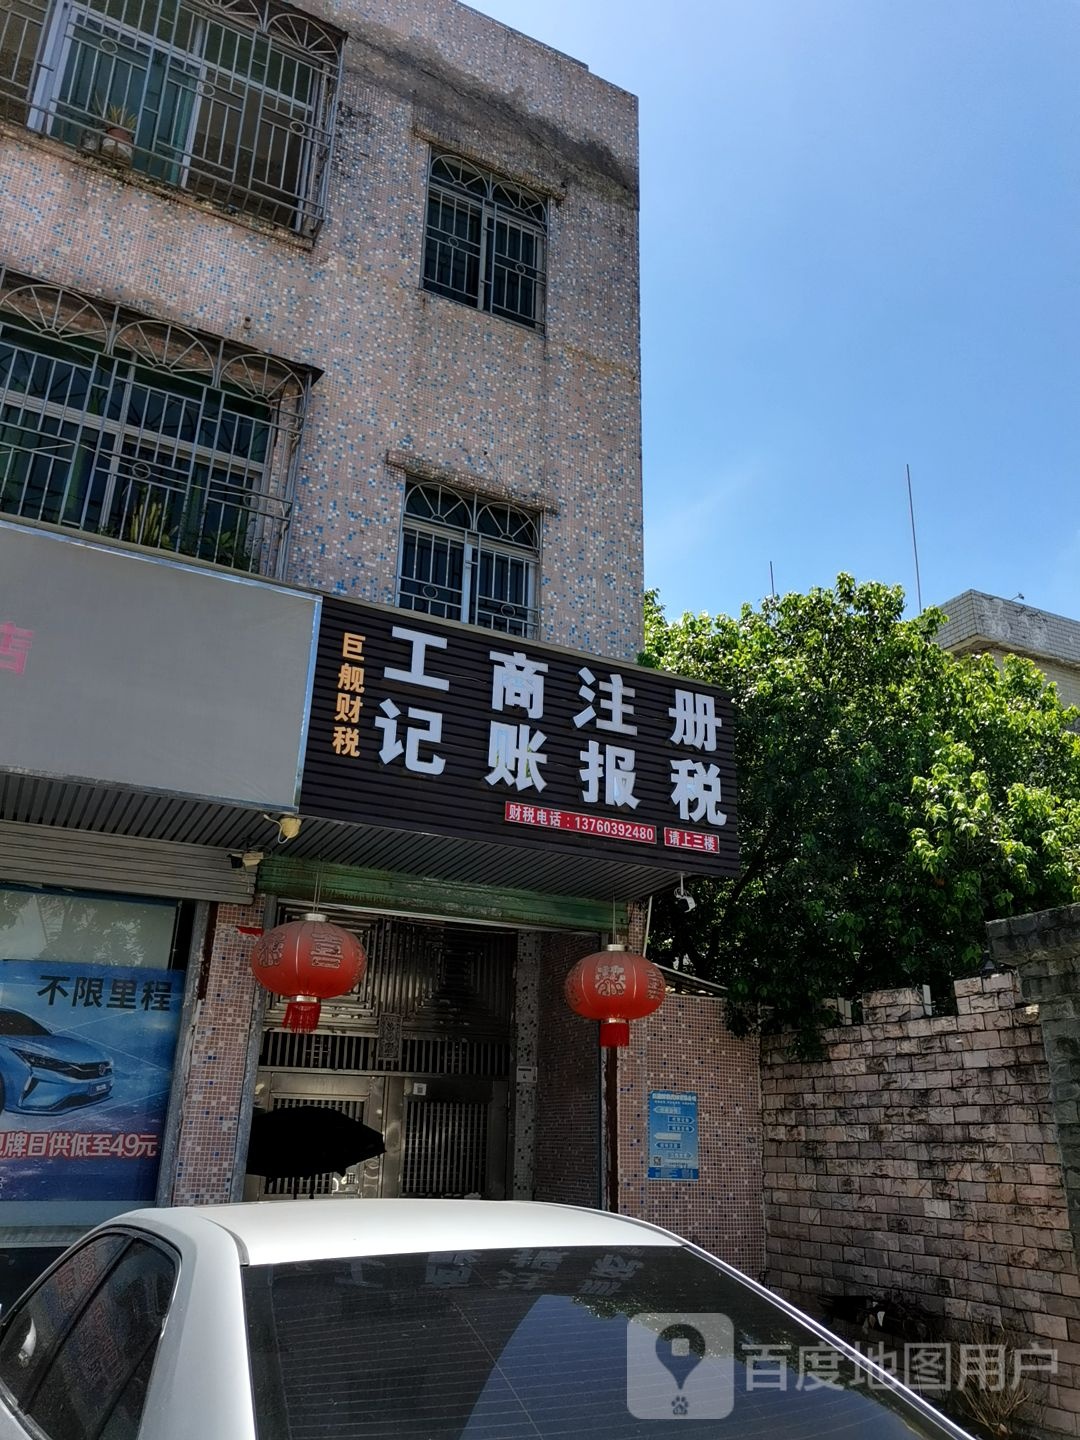 店
巨舰财税
工商注册
记账报税
财税电话：13760392480
请上三楼
不限里程
牌日供低至49元
百度地图用户